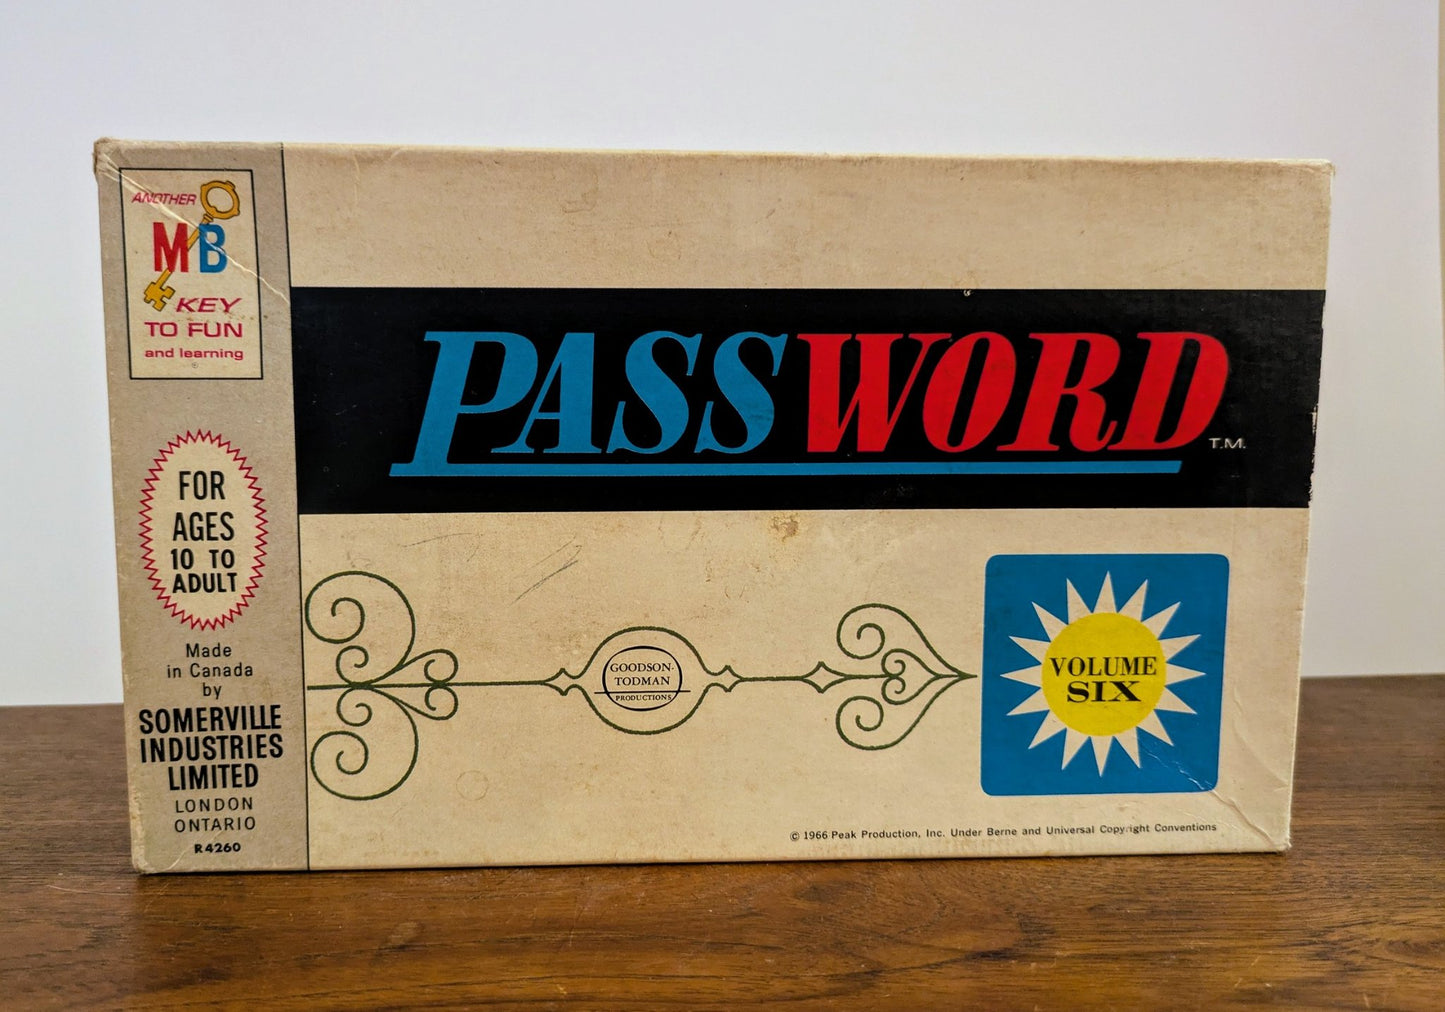 ANOTHER
MB
KEY
TO FUN
and learning
®
FOR
AGES
10 TO
ADULT
Made
in Canada
by
SOMERVILLE
INDUSTRIES
LIMITED
LONDON
ONTARIO
R4260
PASSWORD T.M.
GOODSON-
TODMAN
PRODUCTIONS
VOLUME
SIX
© 1966 Peak Production, Inc. Under Berne and Universal Copyright Conventions